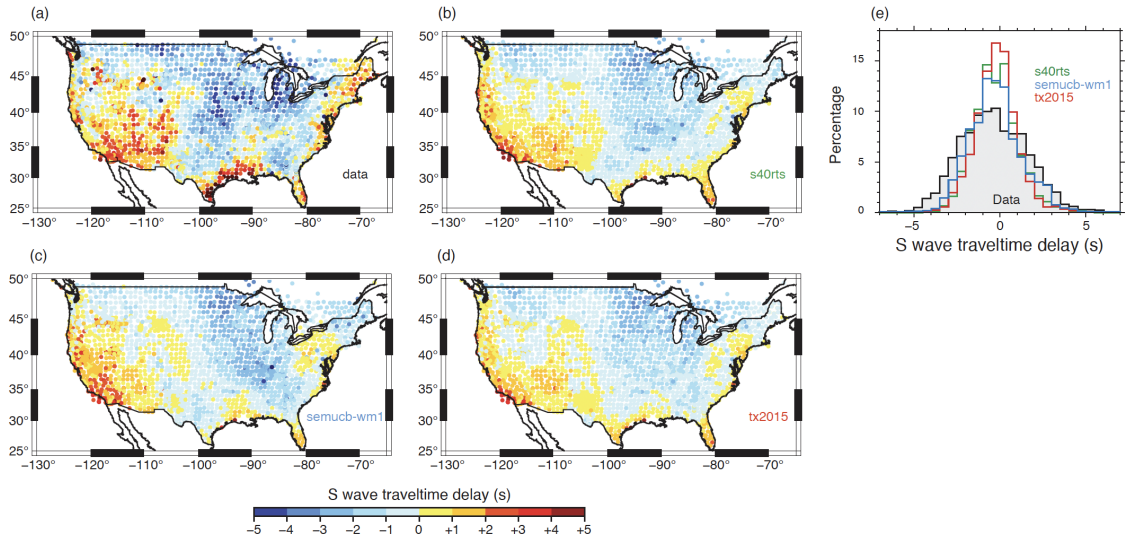 (a)
(b)
(e)
50°
45°
40°
35°
30°
25°
data
−130° −120° −110° −100° −90° −80° −70°
50°
45°
40°
35°
30°
25°
s40rts
−130° −120° −110° −100° −90° −80° −70°
15
10
5
0
Percentage
s40rts
semucb-wm1
tx2015
Data
−5 0 5
S wave traveltime delay (s)
(c)
(d)
50°
45°
40°
35°
30°
25°
semucb-wm1
−130° −120° −110° −100° −90° −80° −70°
50°
45°
40°
35°
30°
25°
tx2015
−130° −120° −110° −100° −90° −80° −70°
S wave traveltime delay (s)
−5 −4 −3 −2 −1 0 +1 +2 +3 +4 +5